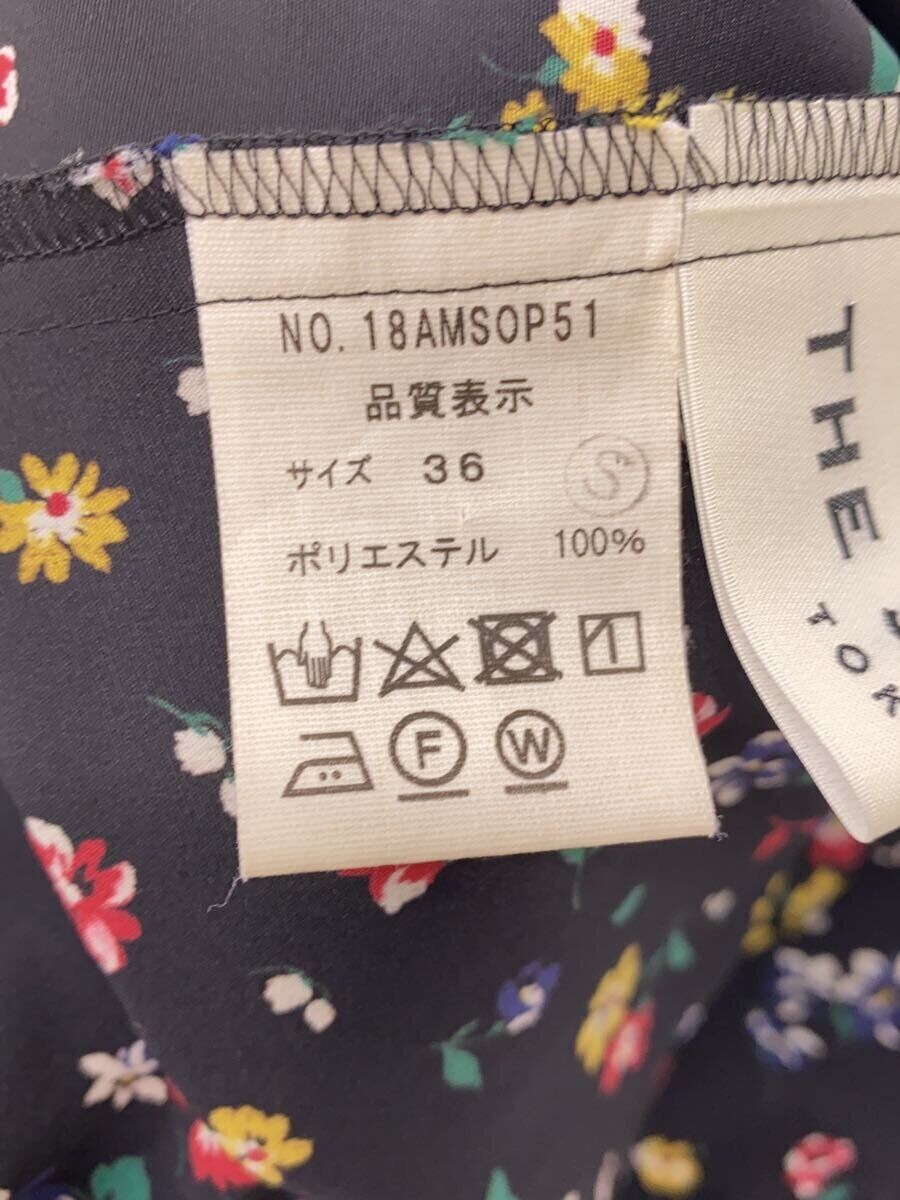 NO. 18AMSOP51
品質表示
サイズ 36 S
ポリエステル 100%
F W
THE
TOK